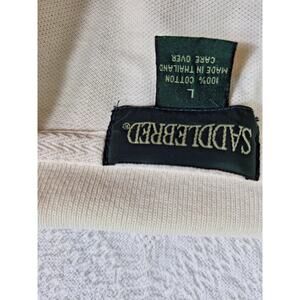 SADDLEBRED®
L
100% COTTON
MADE IN THAILAND
CARE OVER